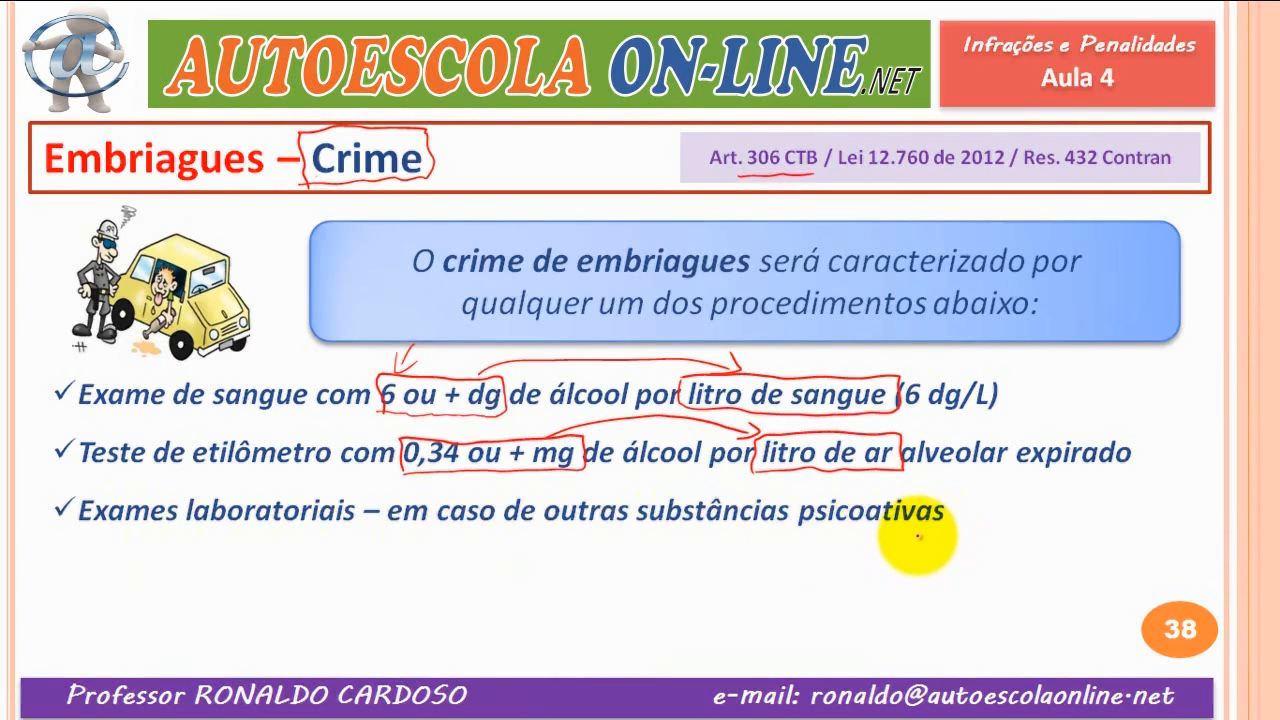 @
AUTOESCOLA ON-LINE.NET
Infrações e Penalidades
Aula 4
Embriagues – Crime
Art. 306 CTB / Lei 12.760 de 2012 / Res. 432 Contran
O crime de embriagues será caracterizado por
qualquer um dos procedimentos abaixo:
✓Exame de sangue com 6 ou + dg de álcool por litro de sangue (6 dg/L)
✓Teste de etilômetro com 0,34 ou + mg de álcool por litro de ar alveolar expirado
✓Exames laboratoriais – em caso de outras substâncias psicoativas
38
Professor RONALDO CARDOSO
e-mail: ronaldo@autoescolaonline.net